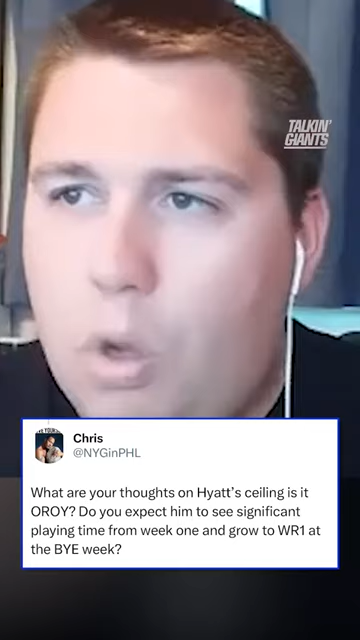 TALKIN'
GIANTS
Chris
@NYGinPHL
What are your thoughts on Hyatt's ceiling is it
OROY? Do you expect him to see significant
playing time from week one and grow to WR1 at
the BYE week?